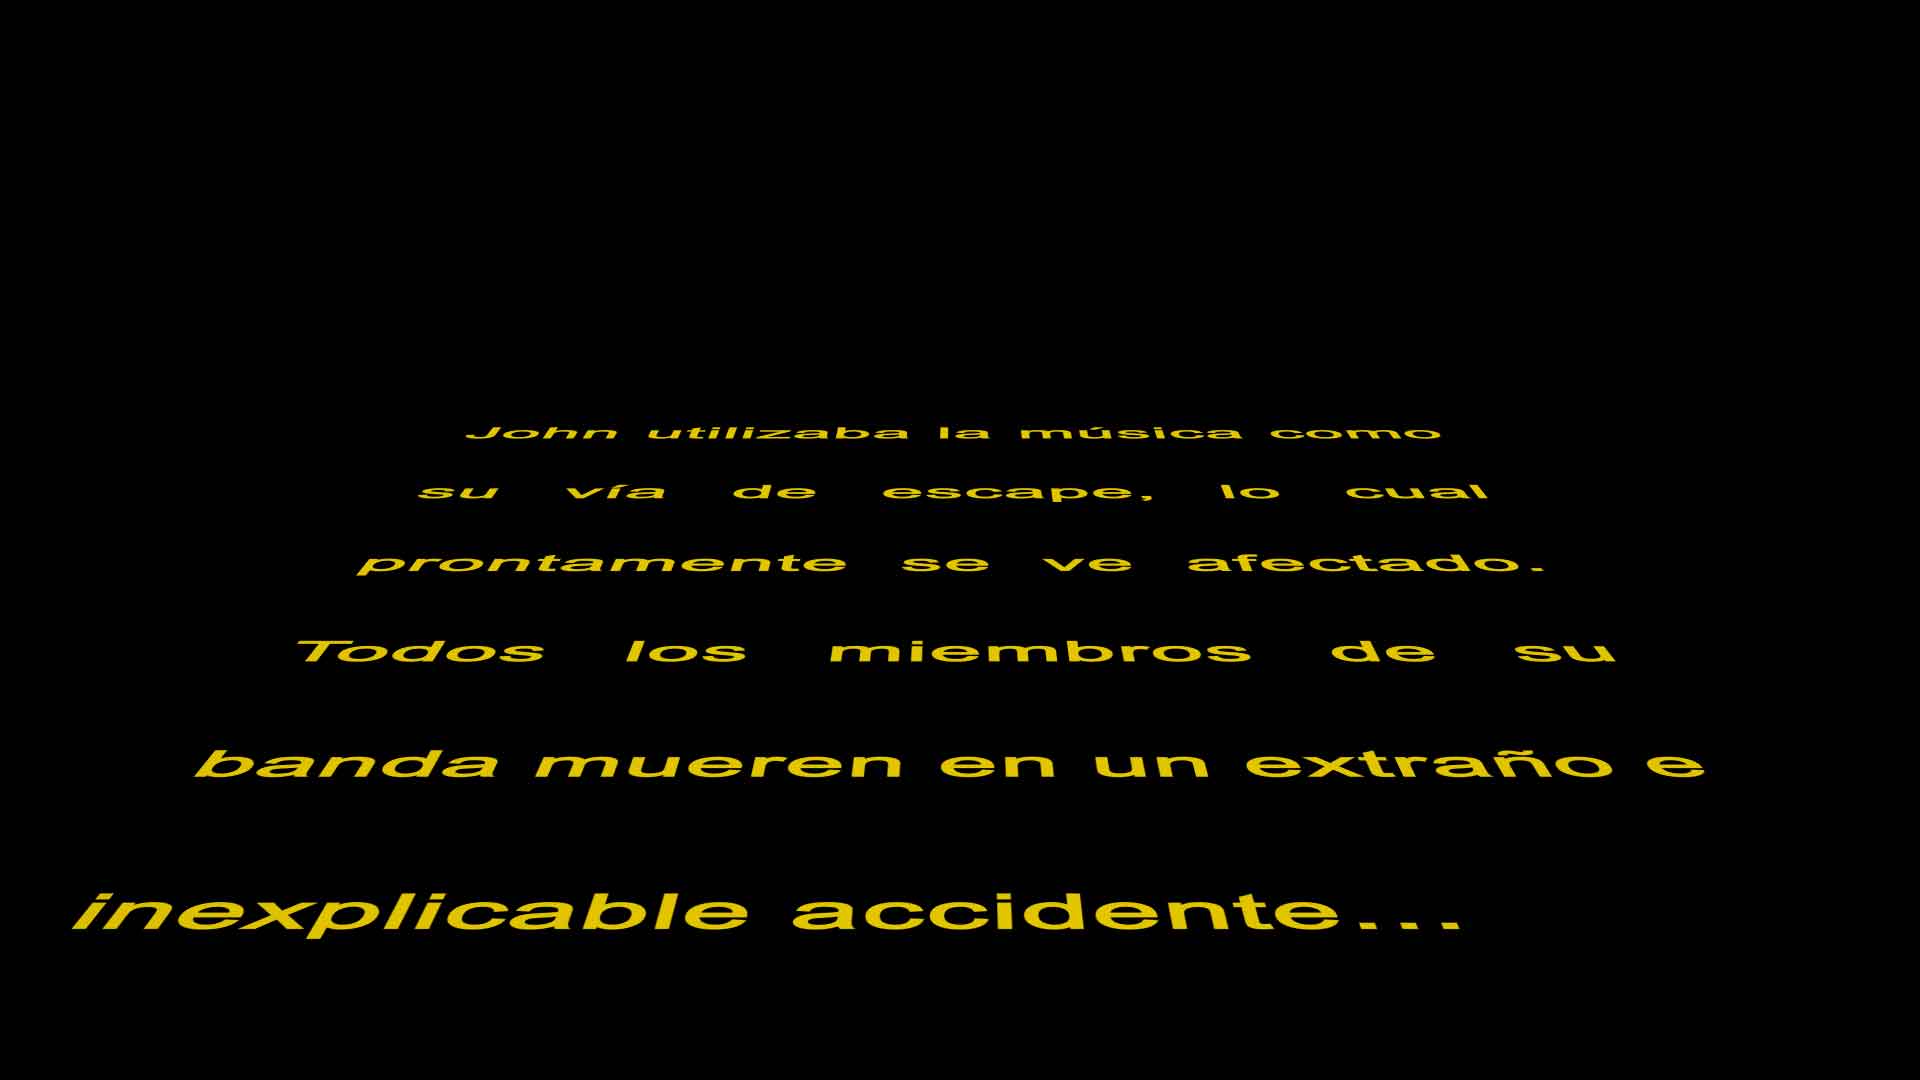 John utilizaba la música como
su vía de escape, lo cual
prontamente se ve afectado.
Todos los miembros de su
banda mueren en un extraño e
inexplicable accidente...